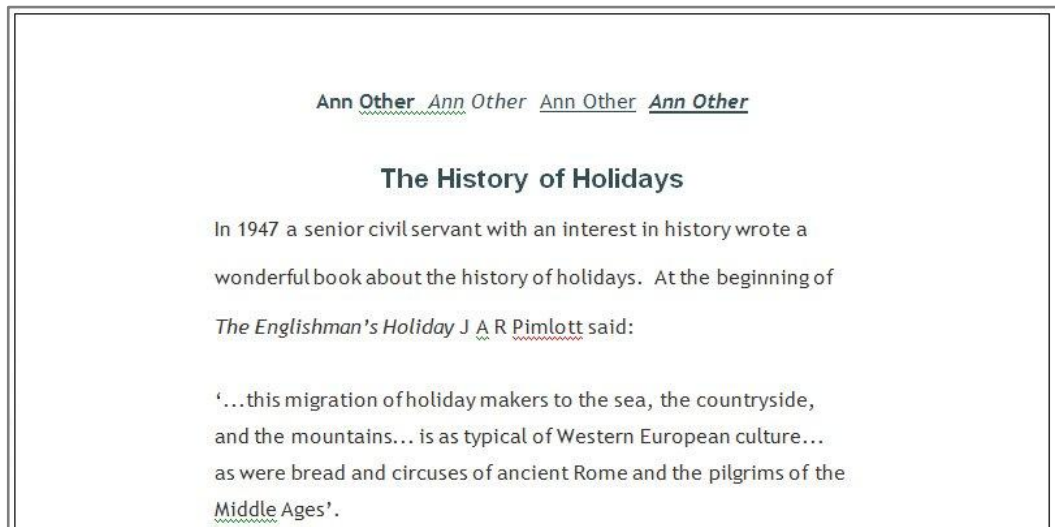 Ann Other  Ann Other  Ann Other  Ann Other
The History of Holidays
In 1947 a senior civil servant with an interest in history wrote a
wonderful book about the history of holidays.  At the beginning of
The Englishman’s Holiday J A R Pimlott said:
‘...this migration of holiday makers to the sea, the countryside,
and the mountains... is as typical of Western European culture...
as were bread and circuses of ancient Rome and the pilgrims of the
Middle Ages’.